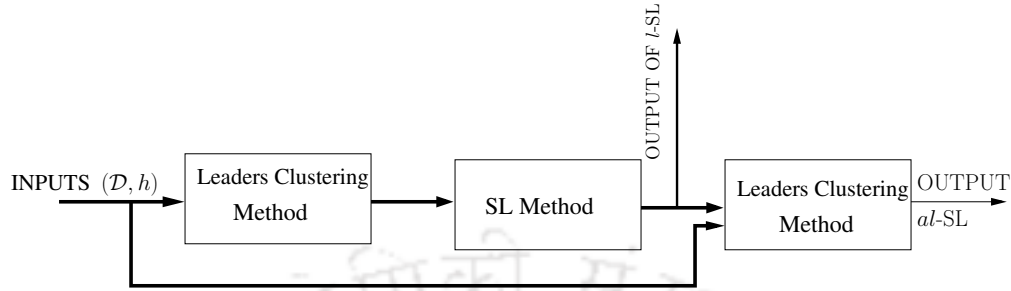 OUTPUT OF l-SL
INPUTS (𝒟, h)
Leaders Clustering
Method
SL Method
Leaders Clustering
Method
OUTPUT
al-SL